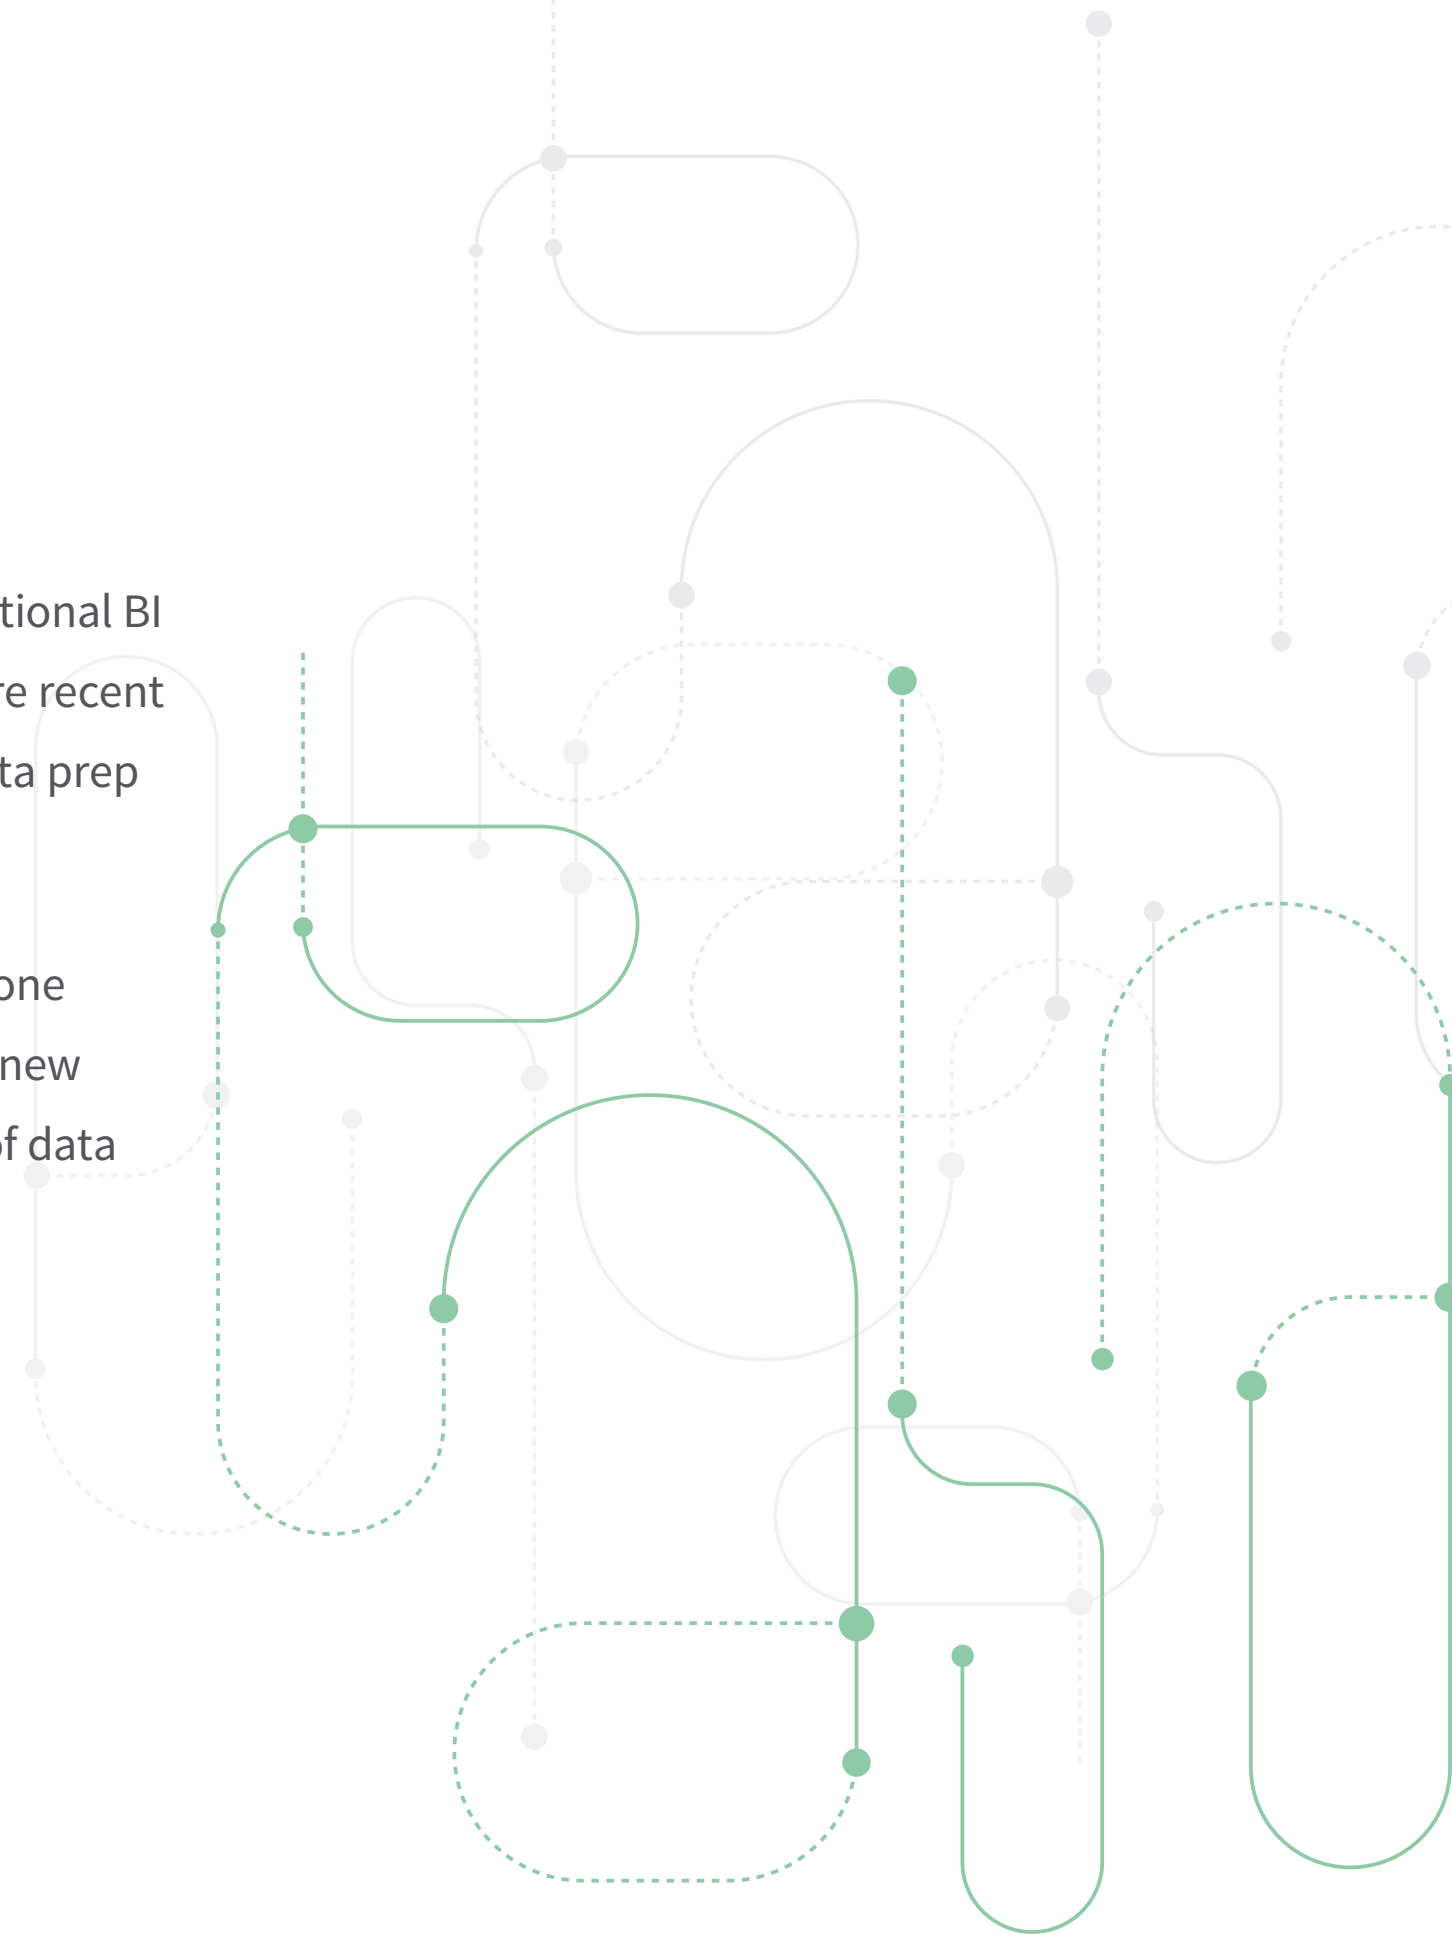 tional BI
re recent
ta prep
one
new
of data